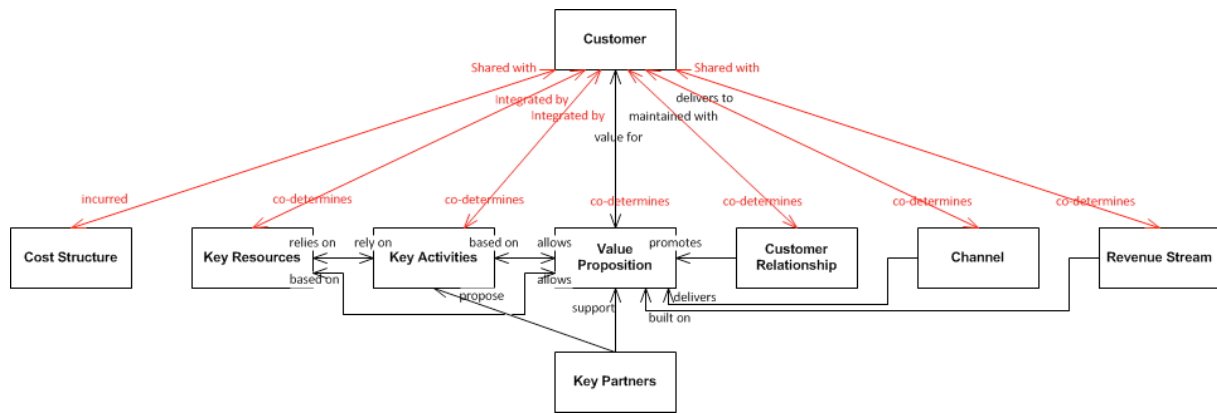 Customer
Shared with
Shared with
Integrated by
delivers to
Integrated by
maintained with
value for
incurred
co-determines
co-determines
co-determines
co-determines
co-determines
co-determines
relies on
rely on
based on
allows
promotes
Cost Structure
Key Resources
Key Activities
Value
Proposition
Customer
Relationship
Channel
Revenue Stream
based on
allows
propose
support
delivers
built on
Key Partners